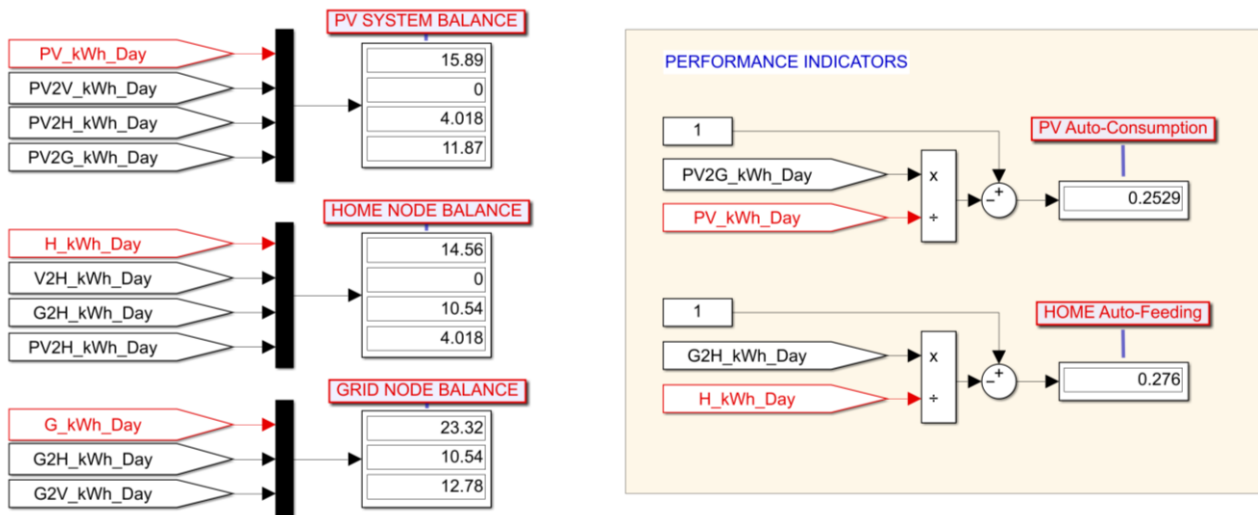 PV SYSTEM BALANCE
PV_kWh_Day
PV2V_kWh_Day
PV2H_kWh_Day
PV2G_kWh_Day
15.89
0
4.018
11.87
HOME NODE BALANCE
H_kWh_Day
V2H_kWh_Day
G2H_kWh_Day
PV2H_kWh_Day
14.56
0
10.54
4.018
GRID NODE BALANCE
G_kWh_Day
G2H_kWh_Day
G2V_kWh_Day
23.32
10.54
12.78
PERFORMANCE INDICATORS
1
PV2G_kWh_Day
PV_kWh_Day
x
÷
−
+
PV Auto-Consumption
0.2529
1
G2H_kWh_Day
H_kWh_Day
x
÷
−
+
HOME Auto-Feeding
0.276